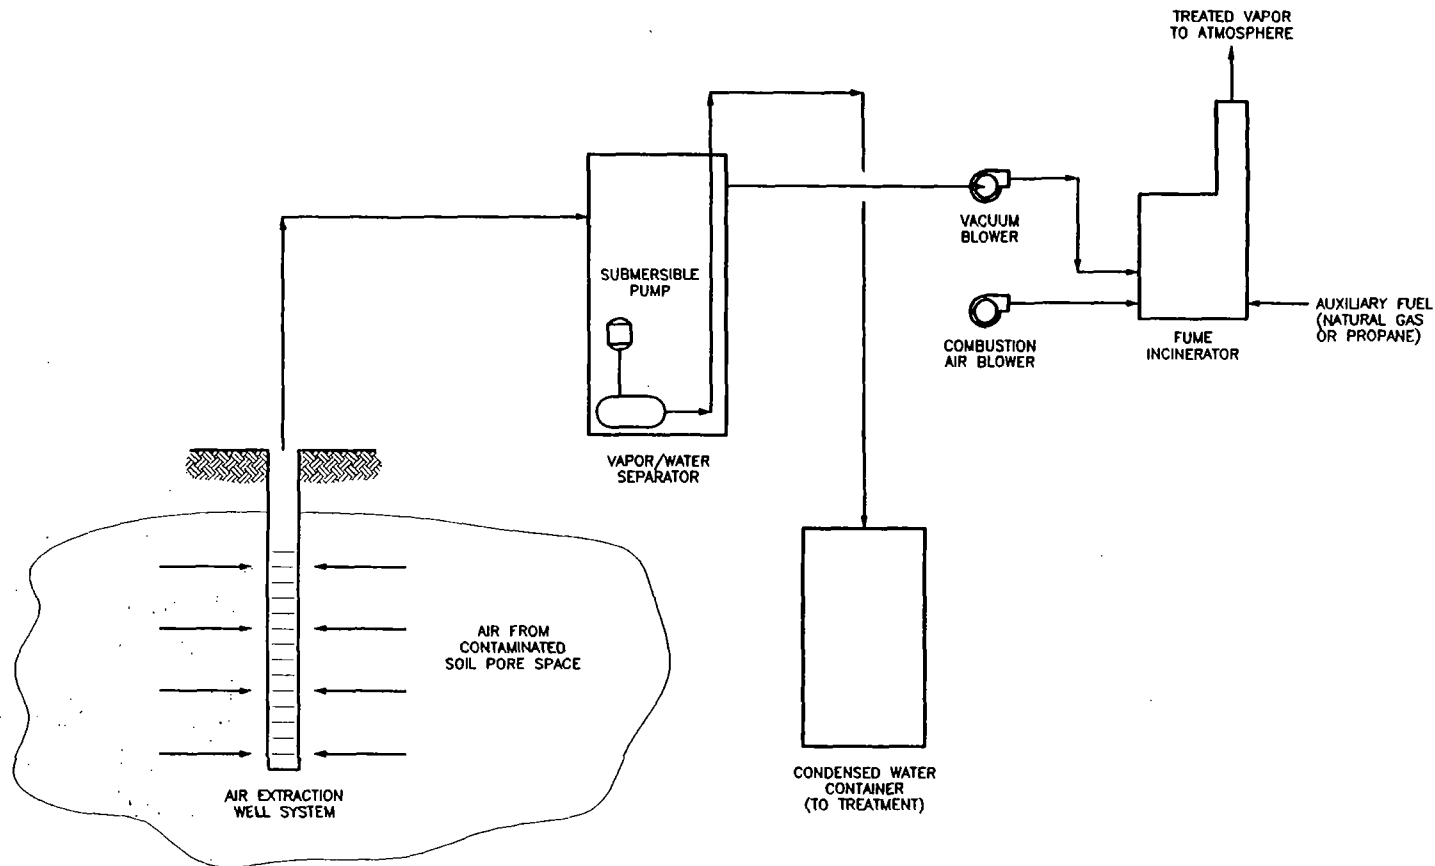 TREATED VAPOR
TO ATMOSPHERE
SUBMERSIBLE
PUMP
VACUUM
BLOWER
COMBUSTION
AIR BLOWER
FUME
INCINERATOR
AUXILIARY FUEL
(NATURAL GAS
OR PROPANE)
VAPOR/WATER
SEPARATOR
AIR FROM
CONTAMINATED
SOIL PORE SPACE
AIR EXTRACTION
WELL SYSTEM
CONDENSED WATER
CONTAINER
(TO TREATMENT)